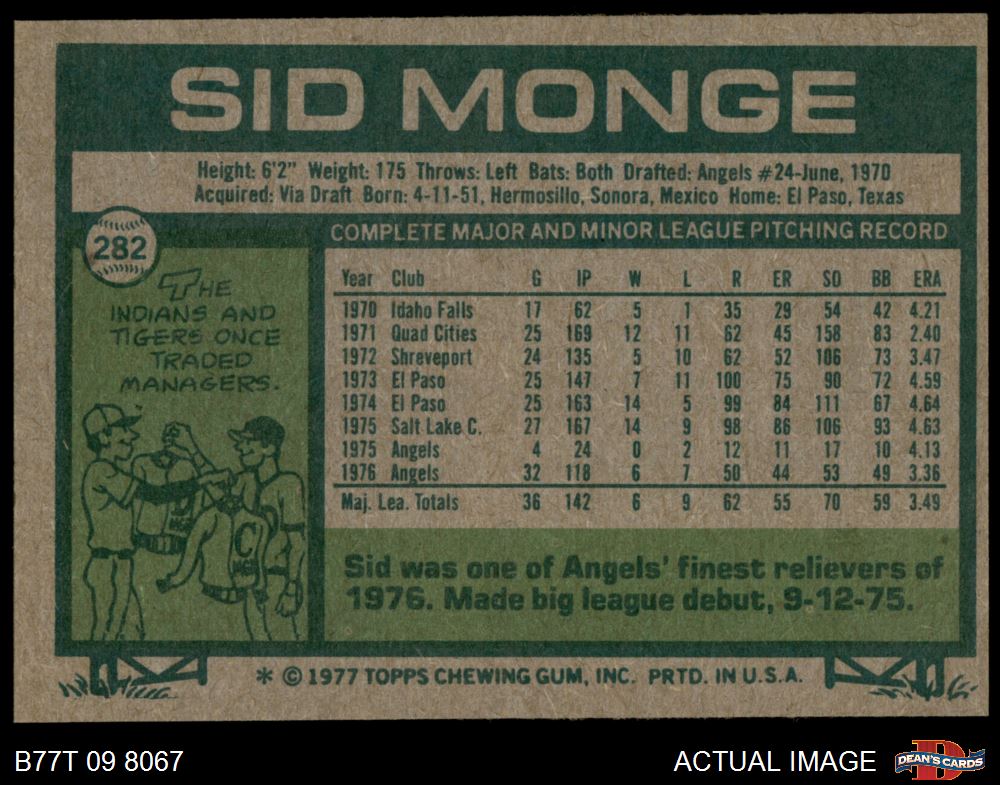 SID MONGE
Height: 6'2" Weight: 175 Throws: Left Bats: Both Drafted: Angels #24-June, 1970
Acquired: Via Draft Born: 4-11-51, Hermosillo, Sonora, Mexico Home: El Paso, Texas
282
THE
INDIANS AND
TIGERS ONCE
TRADED
MANAGERS.
C
COMPLETE MAJOR AND MINOR LEAGUE PITCHING RECORD
Year Club G IP W L R ER SO BB ERA
1970 Idaho Falls 17 62 5 1 35 29 54 42 4.21
1971 Quad Cities 25 169 12 11 62 45 158 83 2.40
1972 Shreveport 24 135 5 10 62 52 106 73 3.47
1973 El Paso 25 147 7 11 100 75 90 72 4.59
1974 El Paso 25 163 14 5 99 84 111 67 4.64
1975 Salt Lake C. 27 167 14 9 98 86 106 93 4.63
1975 Angels 4 24 0 2 12 11 17 10 4.13
1976 Angels 32 118 6 7 50 44 53 49 3.36
Maj. Lea. Totals 36 142 6 9 62 55 70 59 3.49
Sid was one of Angels' finest relievers of
1976. Made big league debut, 9-12-75.
* © 1977 TOPPS CHEWING GUM, INC. PRTD. IN U.S.A.
B77T 09 8067
ACTUAL IMAGE
D
DEAN'S CARDS